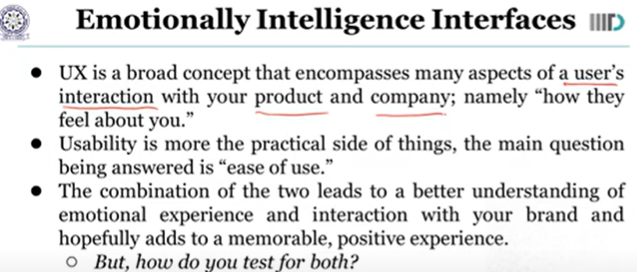 Emotionally Intelligence Interfaces
● UX is a broad concept that encompasses many aspects of a user’s
interaction with your product and company; namely “how they
feel about you.”
● Usability is more the practical side of things, the main question
being answered is “ease of use.”
● The combination of the two leads to a better understanding of
emotional experience and interaction with your brand and
hopefully adds to a memorable, positive experience.
○ But, how do you test for both?